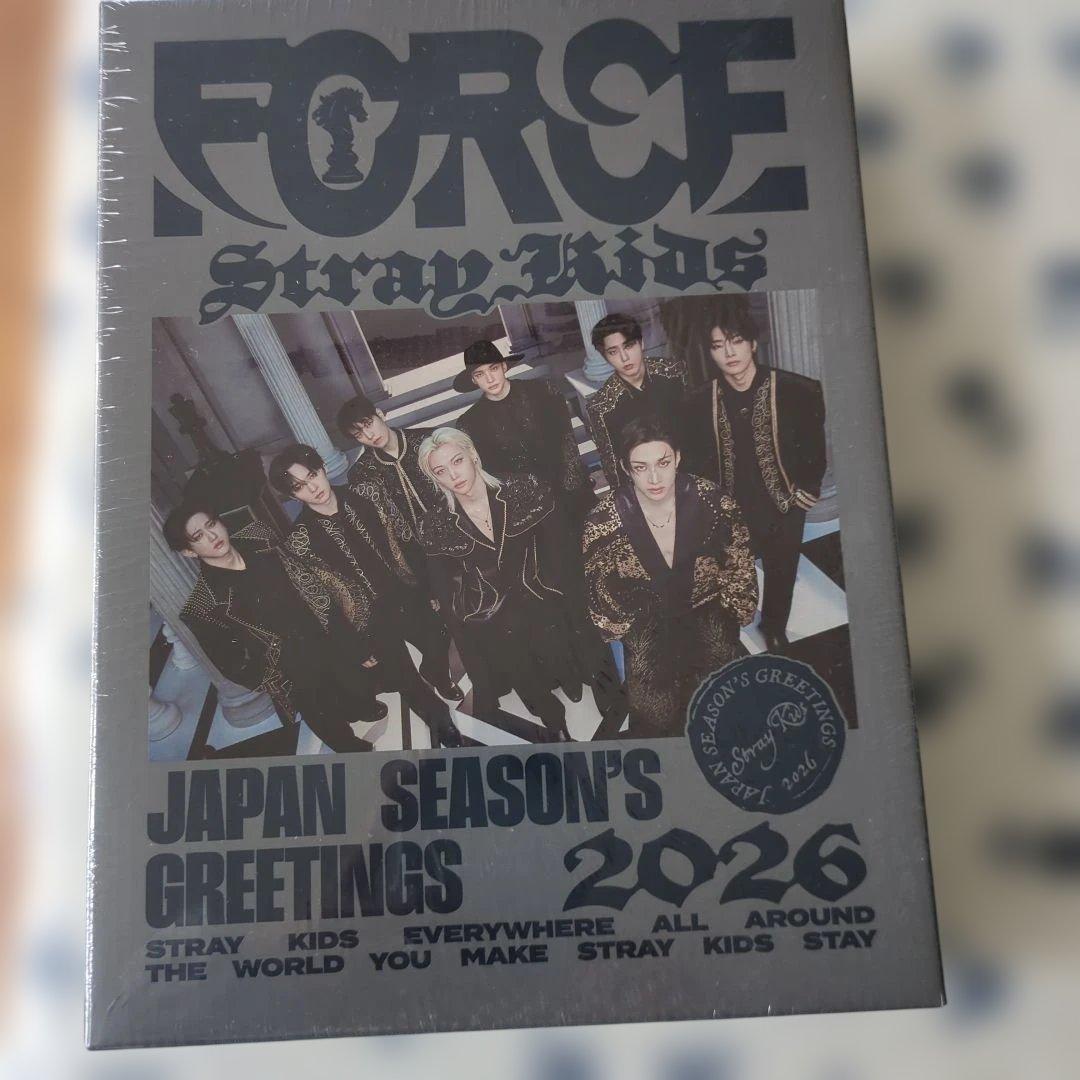 FORCE
Stray Kids
JAPAN SEASON'S GREETINGS
Stray Kids
2026
JAPAN SEASON'S
GREETINGS 2026
STRAY KIDS EVERYWHERE ALL AROUND
THE WORLD YOU MAKE STRAY KIDS STAY